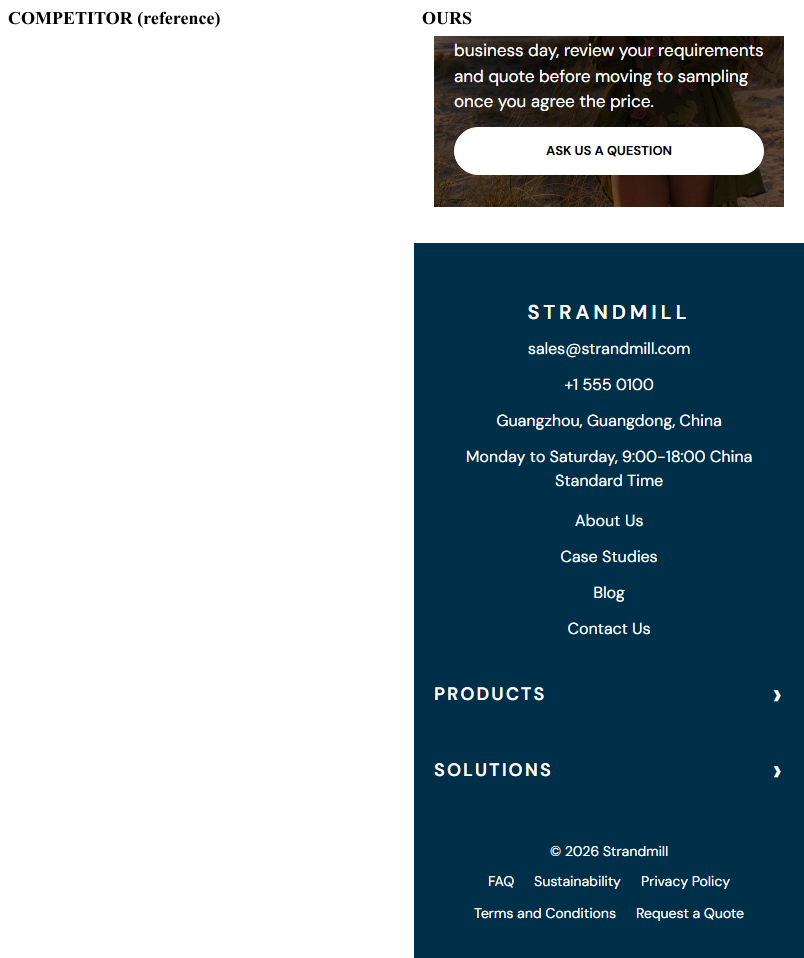 COMPETITOR (reference)
OURS
business day, review your requirements
and quote before moving to sampling
once you agree the price.
ASK US A QUESTION
STRANDMILL
sales@strandmill.com
+1 555 0100
Guangzhou, Guangdong, China
Monday to Saturday, 9:00-18:00 China
Standard Time
About Us
Case Studies
Blog
Contact Us
PRODUCTS
SOLUTIONS
© 2026 Strandmill
FAQ Sustainability Privacy Policy
Terms and Conditions Request a Quote